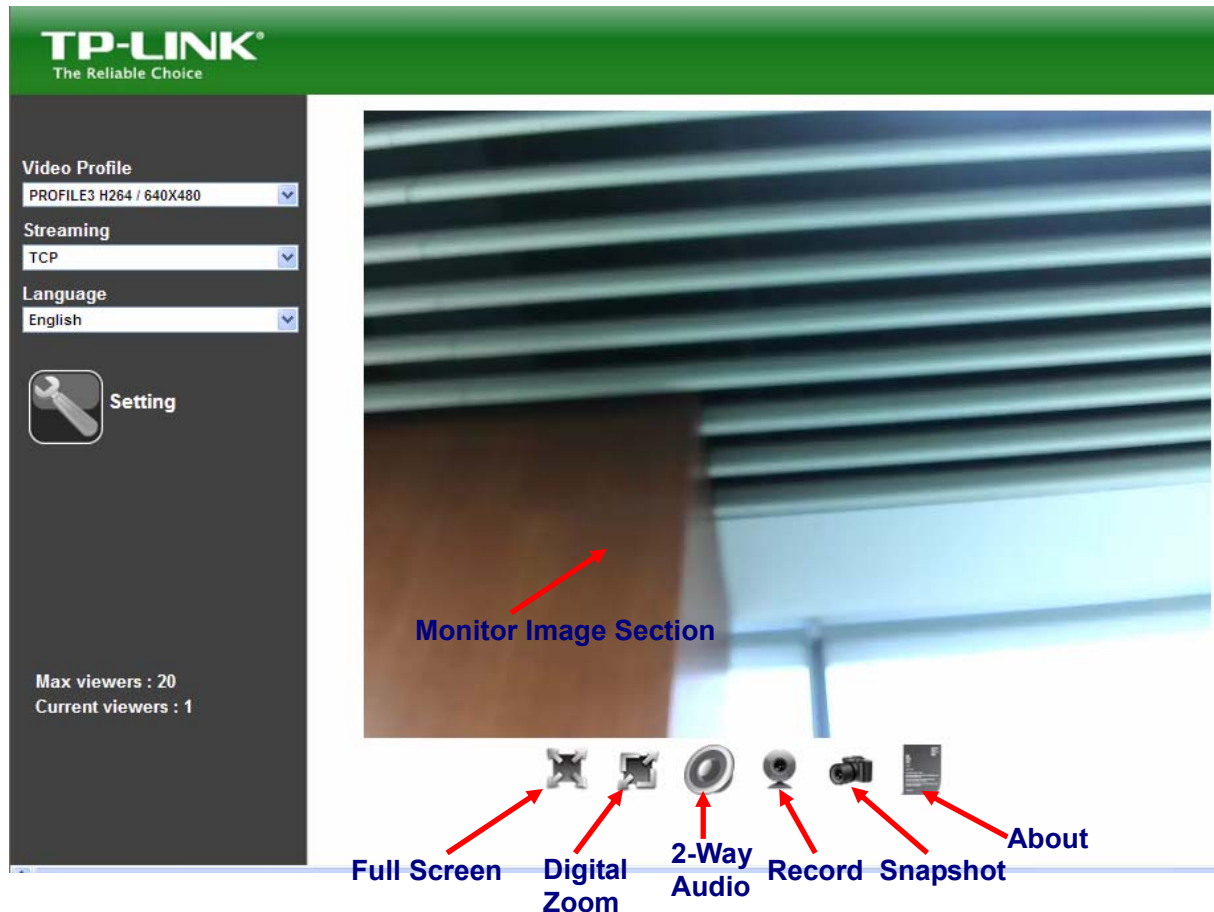 TP-LINK®
The Reliable Choice
Video Profile
PROFILE3 H264 / 640X480
Streaming
TCP
Language
English
Setting
Monitor Image Section
Max viewers : 20
Current viewers : 1
Full Screen
Digital
Zoom
2-Way
Audio
Record
Snapshot
About